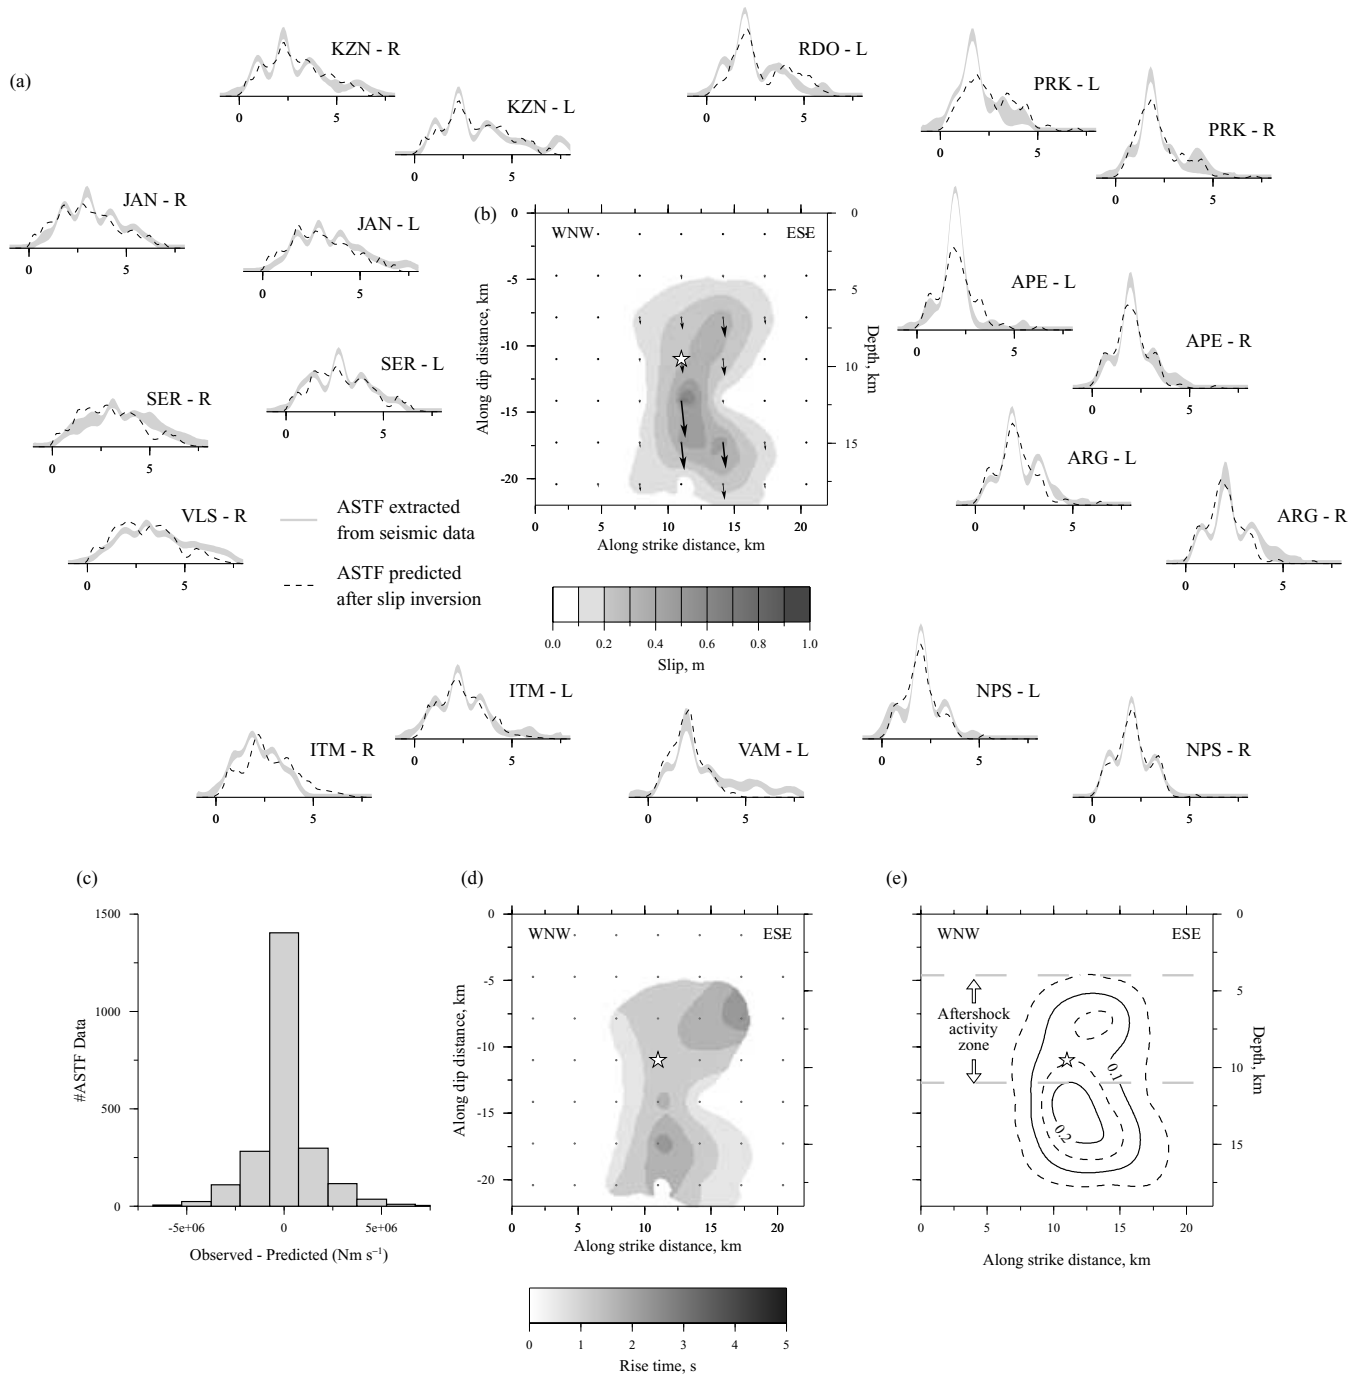 (a)
KZN - R
0 5
KZN - L
0 5
RDO - L
0 5
PRK - L
0 5
PRK - R
0 5
JAN - R
0 5
JAN - L
0 5
APE - L
0 5
APE - R
0 5
SER - L
0 5
SER - R
0 5
ARG - L
0 5
ARG - R
0 5
VLS - R
0 5
ASTF extracted
from seismic data
ASTF predicted
after slip inversion
ITM - L
0 5
ITM - R
0 5
VAM - L
0 5
NPS - L
0 5
NPS - R
0 5
(b)
WNW
ESE
0
-5
-10
-15
-20
Along dip distance, km
0
5
10
15
Depth, km
0 5 10 15 20
Along strike distance, km
0.0 0.2 0.4 0.6 0.8 1.0
Slip, m
(c)
1500
1000
500
0
#ASTF Data
-5e+06 0 5e+06
Observed - Predicted (Nm s⁻¹)
(d)
WNW
ESE
0
-5
-10
-15
-20
Along dip distance, km
0 5 10 15 20
Along strike distance, km
0 1 2 3 4 5
Rise time, s
(e)
WNW
ESE
Aftershock
activity
zone
0.1
0.2
0
5
10
15
Depth, km
0 5 10 15 20
Along strike distance, km